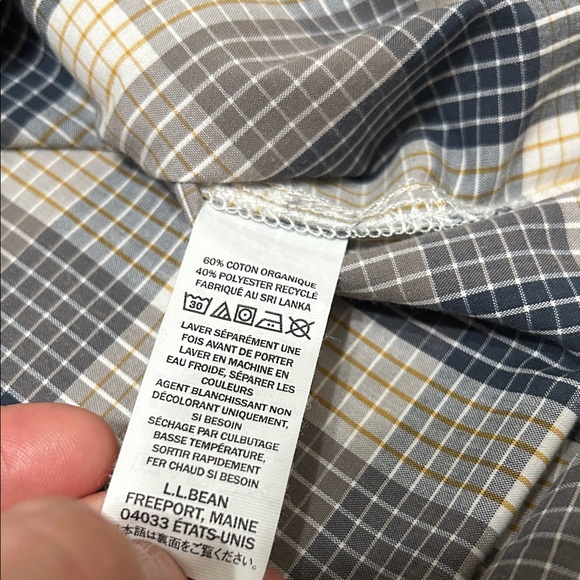 60% COTON ORGANIQUE
40% POLYESTER RECYCLÉ
FABRIQUÉ AU SRI LANKA
30
LAVER SÉPARÉMENT UNE
FOIS AVANT DE PORTER
LAVER EN MACHINE EN
EAU FROIDE, SÉPARER LES
COULEURS
AGENT BLANCHISSANT NON
DÉCOLORANT UNIQUEMENT,
SI BESOIN
SÉCHAGE PAR CULBUTAGE
BASSE TEMPÉRATURE,
SORTIR RAPIDEMENT
FER CHAUD SI BESOIN
L.L.BEAN
FREEPORT, MAINE
04033 ÉTATS-UNIS
日本語は裏面をご覧ください。